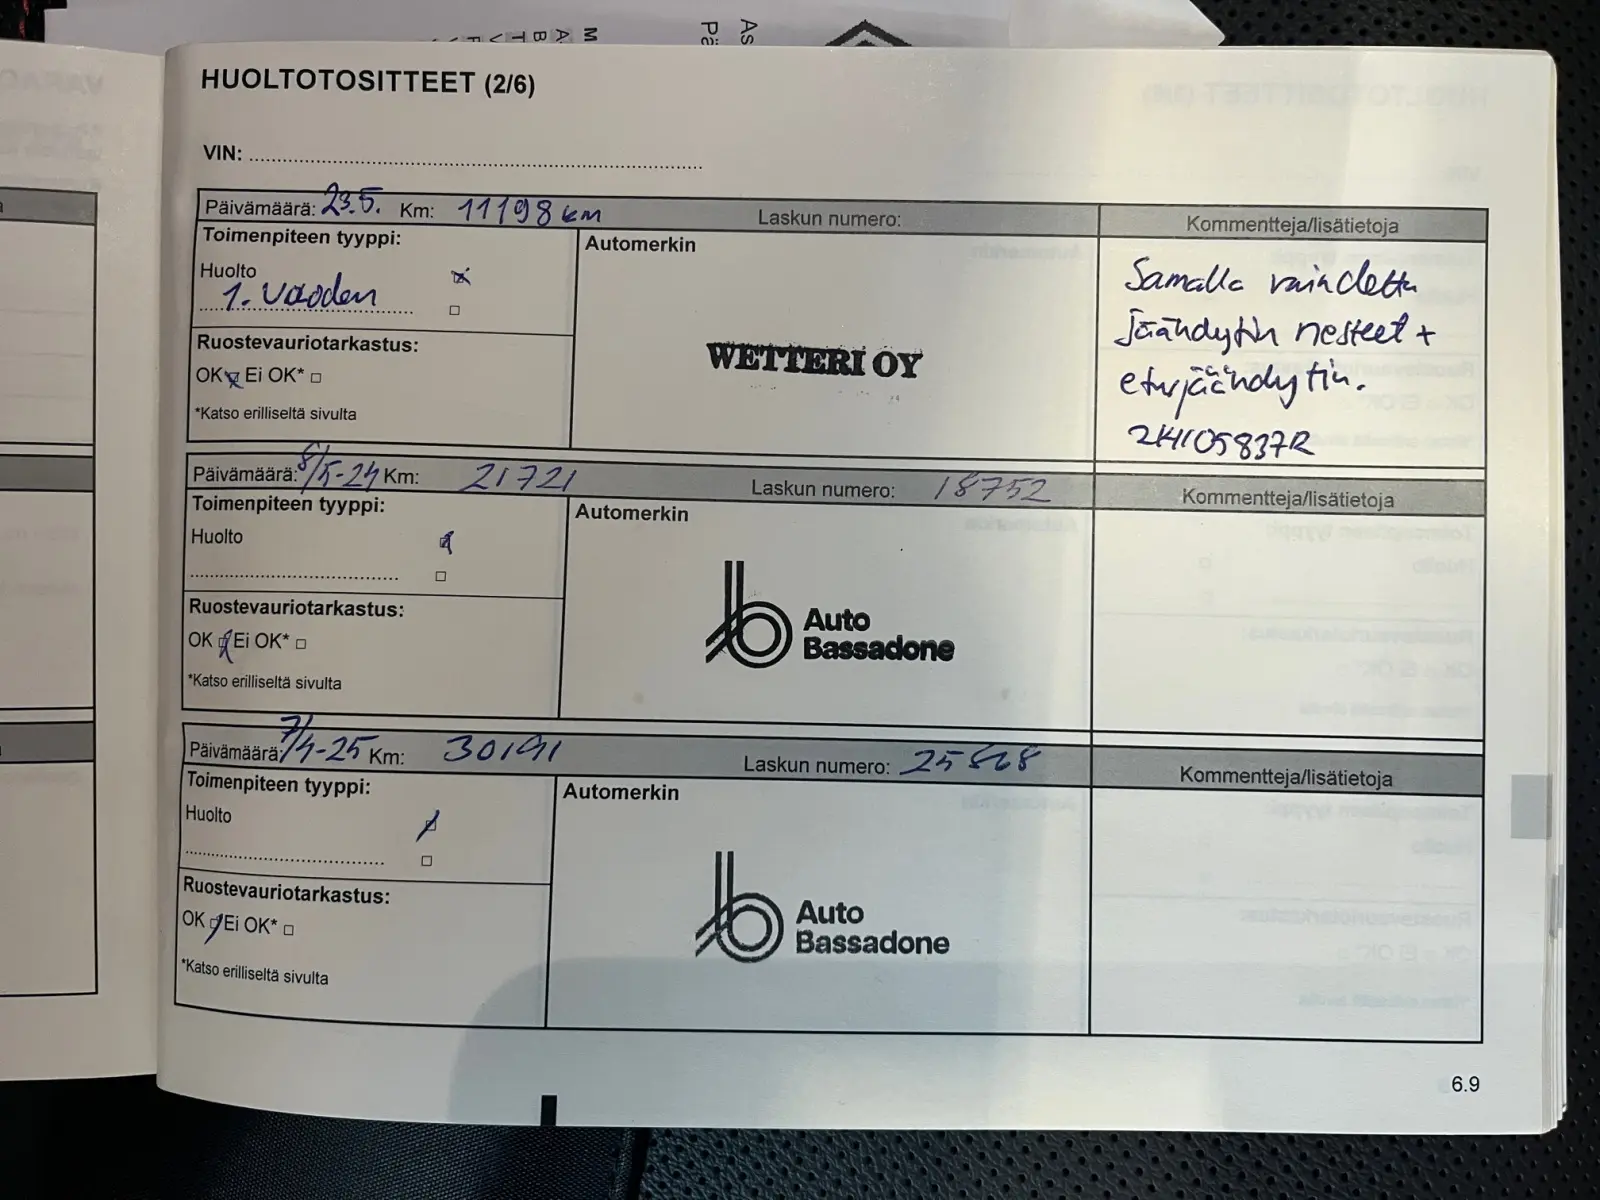 HUOLTOTOSITTEET (2/6)
VIN:
Päivämäärä: 23.5. Km: 11198 km Laskun numero: Kommentteja/lisätietoja
Toimenpiteen tyyppi:
Huolto
1. vuoden
Ruostevauriotarkastus:
OK Ei OK*
*Katso erilliseltä sivulta
Automerkin
WETTERI OY
Samalla vaihdettu
jäähdytin nesteet +
etujäähdytin.
214105837R
Päivämäärä: 8/5-24 Km: 21721 Laskun numero: 18752 Kommentteja/lisätietoja
Toimenpiteen tyyppi:
Huolto
Ruostevauriotarkastus:
OK Ei OK*
*Katso erilliseltä sivulta
Automerkin
Auto
Bassadone
Päivämäärä: 7/4-25 Km: 30191 Laskun numero: Kommentteja/lisätietoja
Toimenpiteen tyyppi:
Huolto
Ruostevauriotarkastus:
OK Ei OK*
*Katso erilliseltä sivulta
Automerkin
Auto
Bassadone
6.9